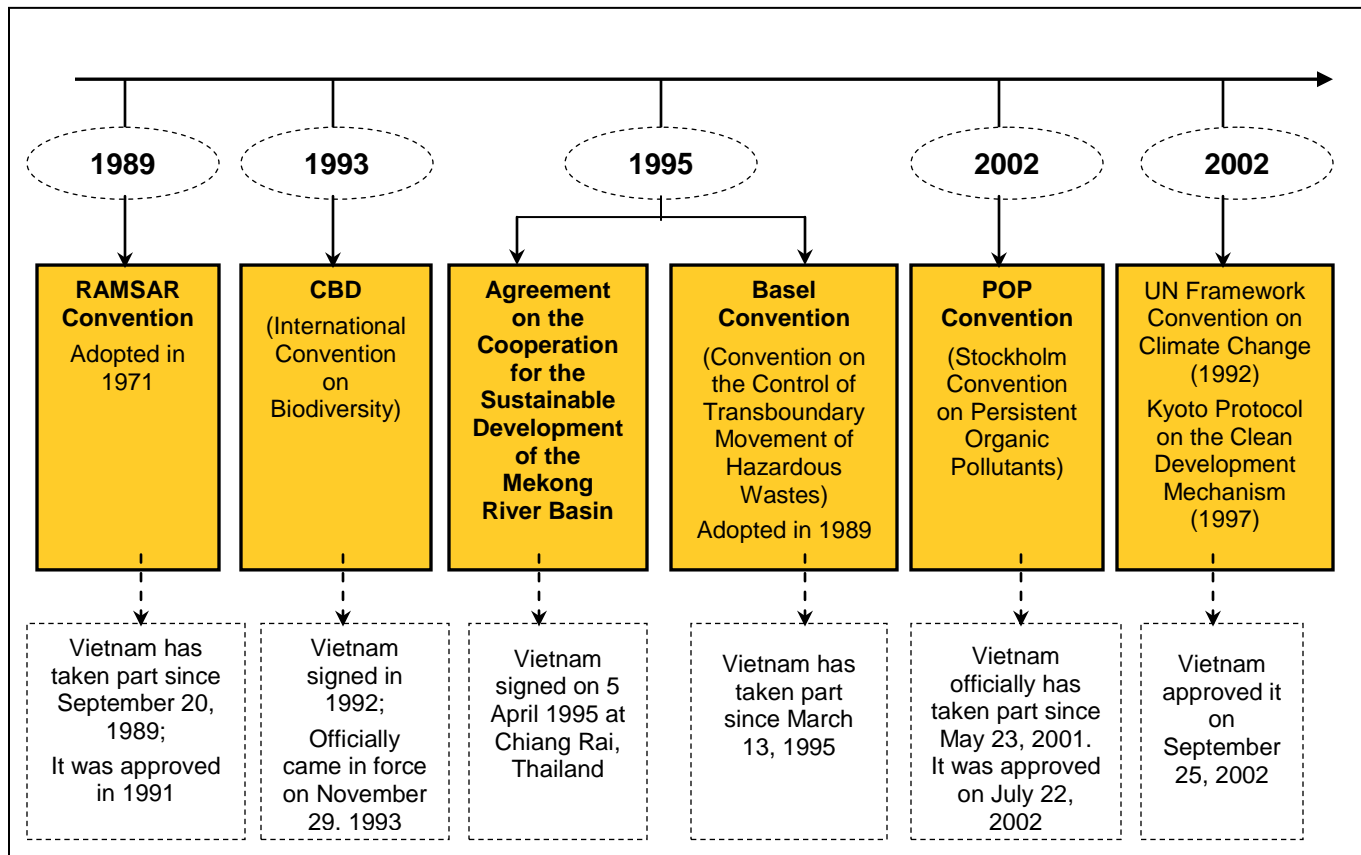 1989
1993
1995
2002
2002
RAMSAR
Convention
Adopted in
1971
CBD
(International
Convention
on
Biodiversity)
Agreement
on the
Cooperation
for the
Sustainable
Development
of the
Mekong
River Basin
Basel
Convention
(Convention on
the Control of
Transboundary
Movement of
Hazardous
Wastes)
Adopted in 1989
POP
Convention
(Stockholm
Convention
on Persistent
Organic
Pollutants)
UN Framework
Convention on
Climate Change
(1992)
Kyoto Protocol
on the Clean
Development
Mechanism
(1997)
Vietnam has
taken part since
September 20,
1989;
It was approved
in 1991
Vietnam
signed in
1992;
Officially
came in force
on November
29. 1993
Vietnam
signed on 5
April 1995 at
Chiang Rai,
Thailand
Vietnam has
taken part
since March
13, 1995
Vietnam
officially has
taken part since
May 23, 2001.
It was approved
on July 22,
2002
Vietnam
approved it
on
September
25, 2002